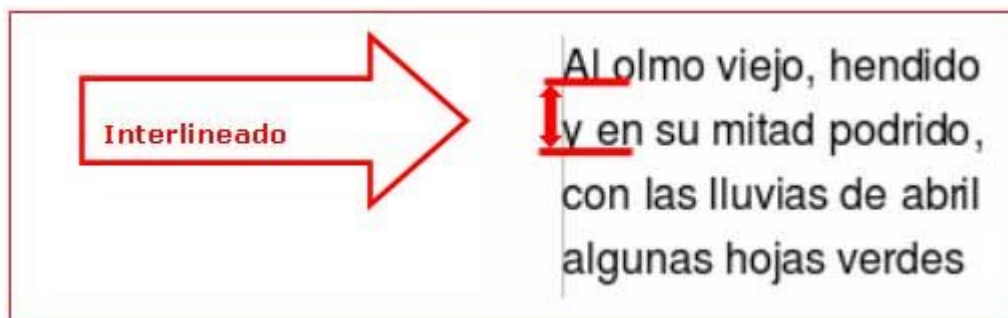 Interlineado
Al olmo viejo, hendido
y en su mitad podrido,
con las lluvias de abril
algunas hojas verdes